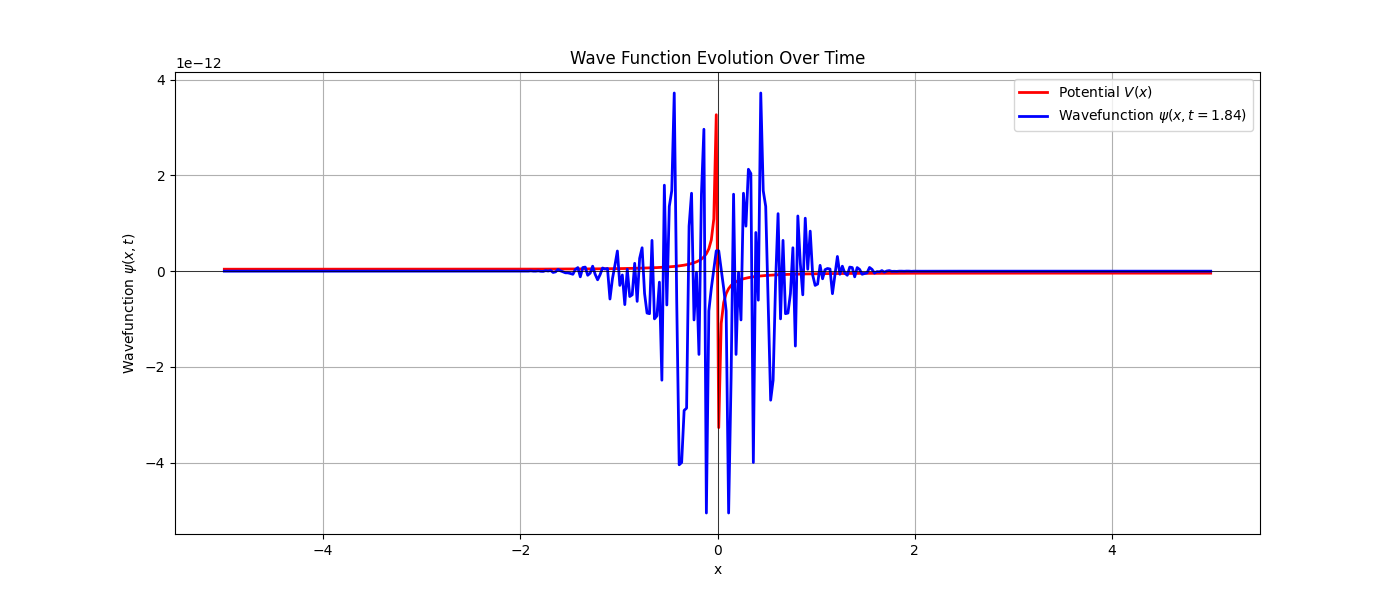 Wave Function Evolution Over Time
1e−12
Potential V(x)
Wavefunction ψ(x, t = 1.84)
Wavefunction ψ(x, t)
4
2
0
−2
−4
−4
−2
0
2
4
x